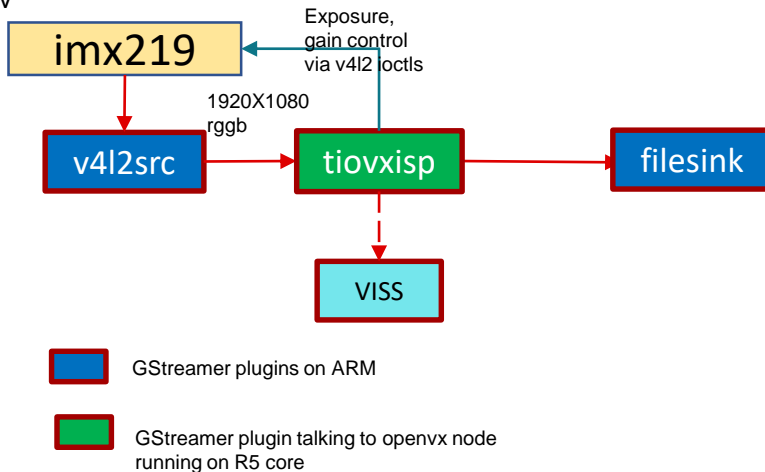 Exposure,
gain control
via v4l2 ioctls
imx219
1920X1080
rggb
v4l2src
tiovxisp
filesink
VISS
GStreamer plugins on ARM
GStreamer plugin talking to openvx node
running on R5 core